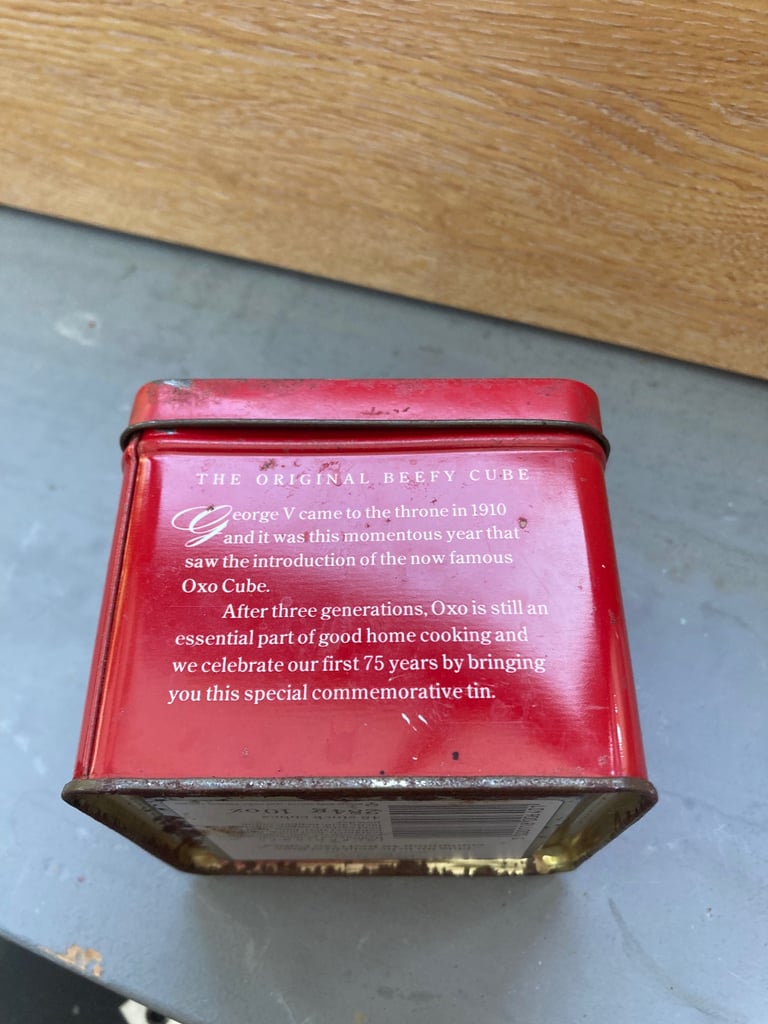 THE ORIGINAL BEEFY CUBE
George V came to the throne in 1910
and it was this momentous year that
saw the introduction of the now famous
Oxo Cube.
After three generations, Oxo is still an
essential part of good home cooking and
we celebrate our first 75 years by bringing
you this special commemorative tin.
284g 10oz